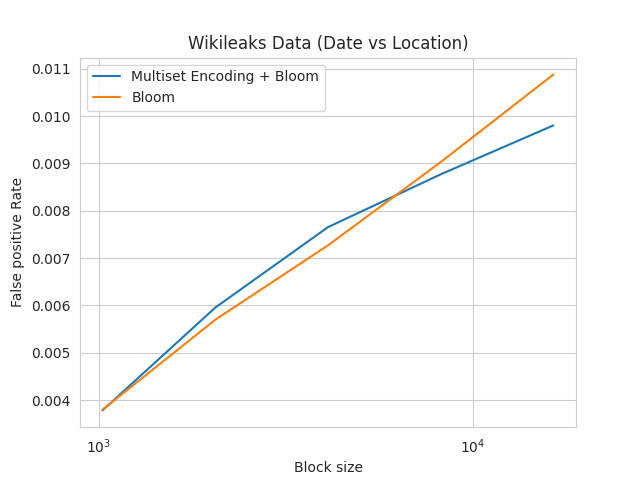 Wikileaks Data (Date vs Location)
Multiset Encoding + Bloom
Bloom
0.011
0.010
0.009
0.008
0.007
0.006
0.005
0.004
False positive Rate
10³
10⁴
Block size